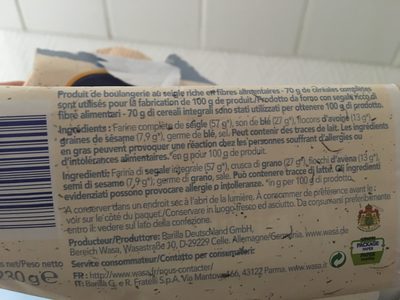 Produit de boulangerie au seigle riche en fibres alimentaires - 70 g de céréales complètes
sont utilisés pour la fabrication de 100 g de produit./Prodotto da forno con segale ricco di
fibre alimentari - 70 g di cereali integrali sono stati utilizzati per ottenere 100 g di prodotto.
Ingrédients: Farine complète de seigle (57 g*), son de blé (27 g*), flocons d'avoine (13 g*),
graines de sésame (7,9 g*), germe de blé, sel. Peut contenir des traces de lait. Les ingrédients
en gras peuvent provoquer une réaction chez les personnes souffrant d'allergies ou
d'intolérances alimentaires. *en g pour 100 g de produit.
Ingredienti: Farina di segale integrale (57 g*), crusca di grano (27 g*), fiocchi d'avena (13 g*),
semi di sesamo (7,9 g*), germe di grano, sale. Può contenere tracce di latte. Gli ingredienti
evidenziati possono provocare allergie o intolleranze. *in g per 100 g di prodotto.
A conserver dans un endroit sec à l'abri de la lumière. A consommer de préférence avant le:
voir sur le côté du paquet./Conservare in luogo fresco ed asciutto. Da consumarsi preferibilmente
entro il: vedere sul lato della confezione.
Producteur/Produttore: Barilla Deutschland GmbH,
Bereich Wasa, D-29229 Celle. Allemagne/Germania. www.wasa.de
Service consommateur/Contatto per consumatori:
FR: http://www.wasa.fr/nous-contacter/
IT: Barilla G. e R. Fratelli S.p.A. Via Mantova 166, 43122 Parma. www.wasa.it
net/Peso netto
230 g e
PACKAGE